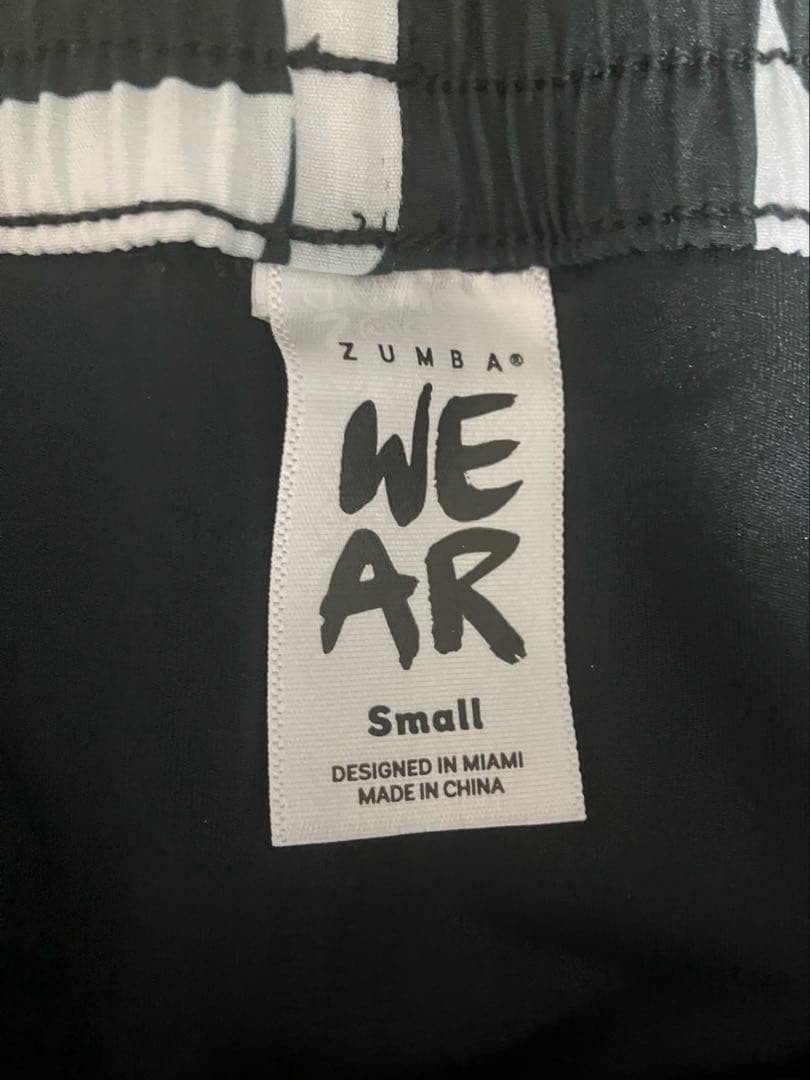 ZUMBA®
WE
AR
Small
DESIGNED IN MIAMI
MADE IN CHINA